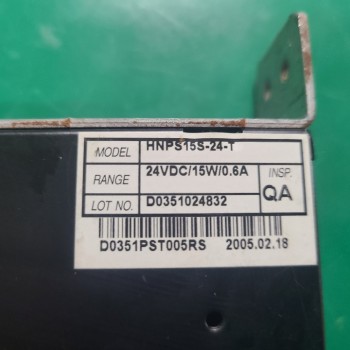 MODEL HNPS15S-24-T
RANGE 24VDC/15W/0.6A INSP.
LOT NO. D0351024832 QA
D0351PST005RS 2005.02.18